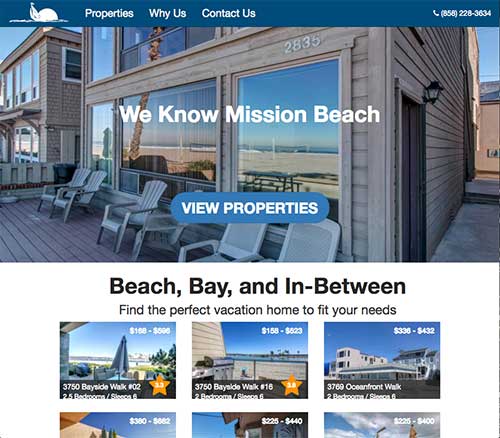 Properties Why Us Contact Us (858) 228-3634
2835
We Know Mission Beach
VIEW PROPERTIES
Beach, Bay, and In-Between
Find the perfect vacation home to fit your needs
$168 - $596 $158 - $623 $336 - $432
3750 Bayside Walk #02 3.3 3750 Bayside Walk #16 3.8 3769 Oceanfront Walk
2.5 Bedrooms / Sleeps 6 2 Bedrooms / Sleeps 6 2 Bedrooms / Sleeps 6
$360 - $662 $225 - $440 $225 - $400